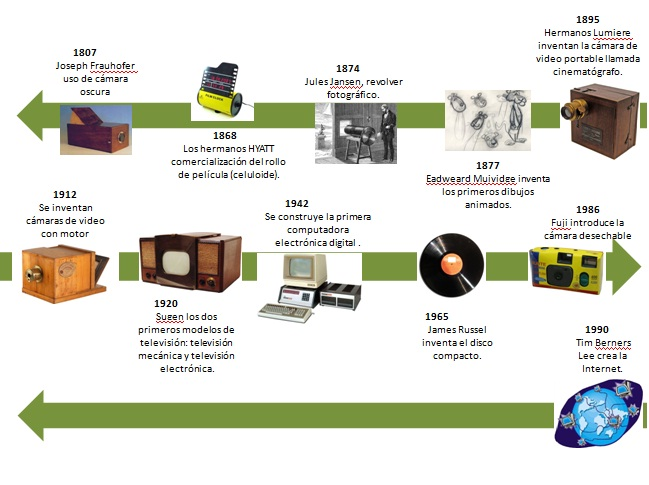 1807
Joseph Frauhofer
uso de cámara
oscura
1868
Los hermanos HYATT
comercialización del rollo
de película (celuloide).
1874
Jules Jansen, revolver
fotográfico.
1877
Eadweard Muividge inventa
los primeros dibujos
animados.
1895
Hermanos Lumiere
inventan la cámara de
video portable llamada
cinematógrafo.
1912
Se inventan
cámaras de video
con motor
1920
Sugen los dos
primeros modelos de
televisión: televisión
mecánica y televisión
electrónica.
1942
Se construye la primera
computadora
electrónica digital .
1965
James Russel
inventa el disco
compacto.
1986
Fuji introduce la
cámara desechable
1990
Tim Berners
Lee crea la
Internet.